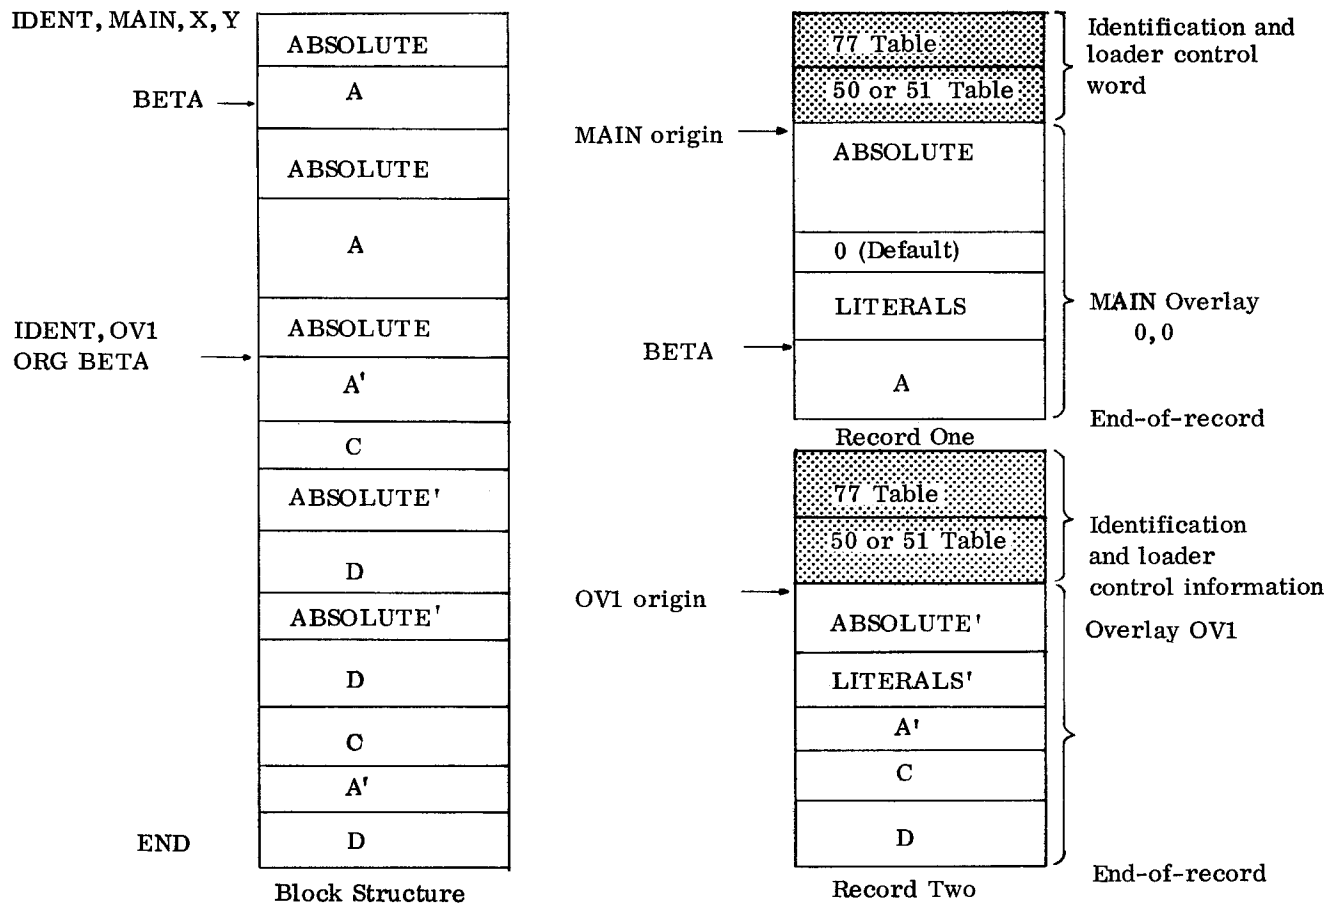 IDENT, MAIN, X, Y
ABSOLUTE
BETA
A
ABSOLUTE
A
IDENT, OV1
ABSOLUTE
ORG BETA
A'
C
ABSOLUTE'
D
ABSOLUTE'
D
C
A'
END
D
Block Structure
77 Table
50 or 51 Table
Identification and
loader control
word
MAIN origin
ABSOLUTE
0 (Default)
LITERALS
MAIN Overlay
0,0
BETA
A
End-of-record
Record One
77 Table
50 or 51 Table
Identification
and loader
control information
OV1 origin
ABSOLUTE'
Overlay OV1
LITERALS'
A'
C
D
End-of-record
Record Two